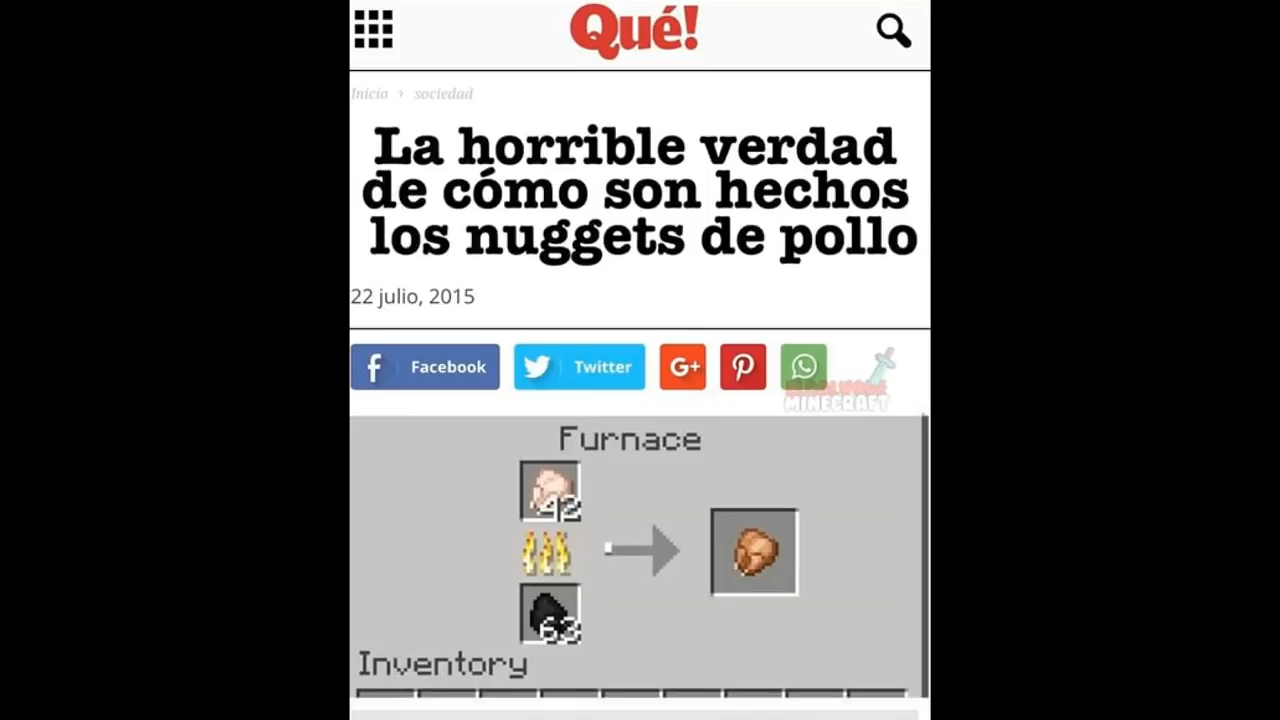 Qué!
Inicio › sociedad
La horrible verdad
de cómo son hechos
los nuggets de pollo
22 julio, 2015
Facebook Twitter G+
MINECRAFT
Furnace
42
63
Inventory